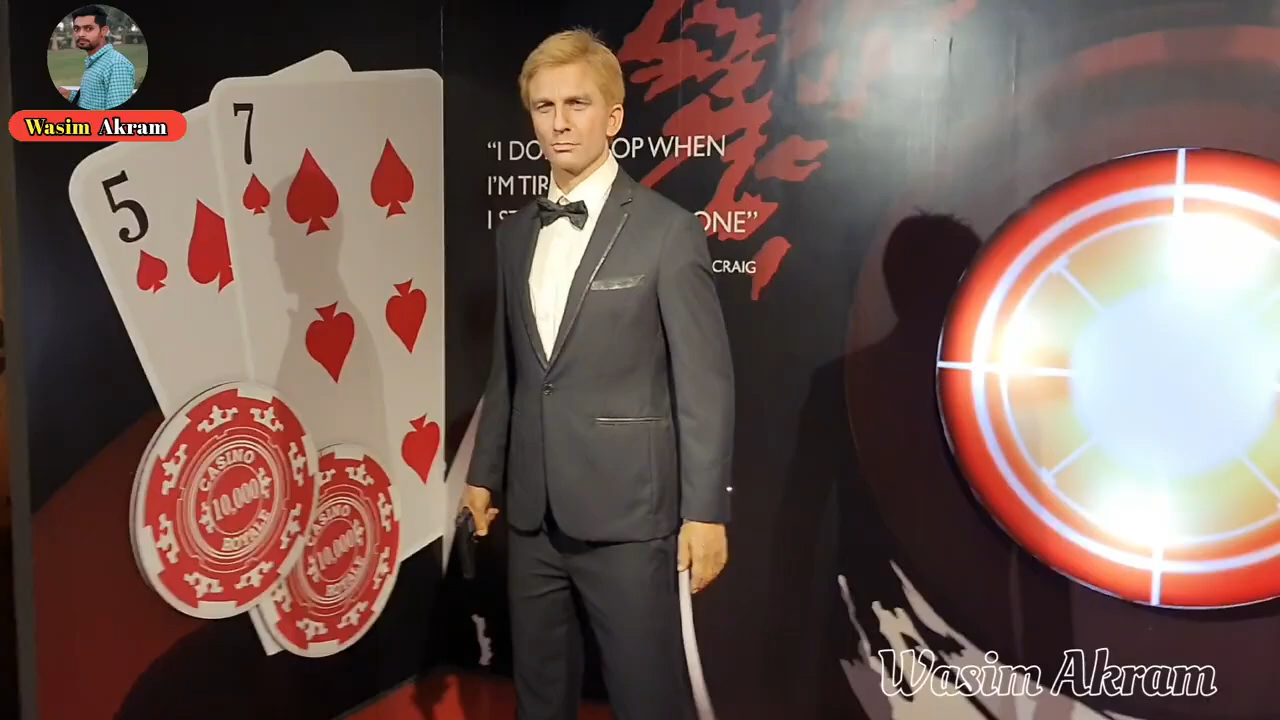 Wasim Akram
5
7
"I DO OP WHEN
I'M TIR
I ST ONE"
CRAIG
CASINO
10,000
ROYALE
CASINO
10,000
ROYALE
Wasim Akram